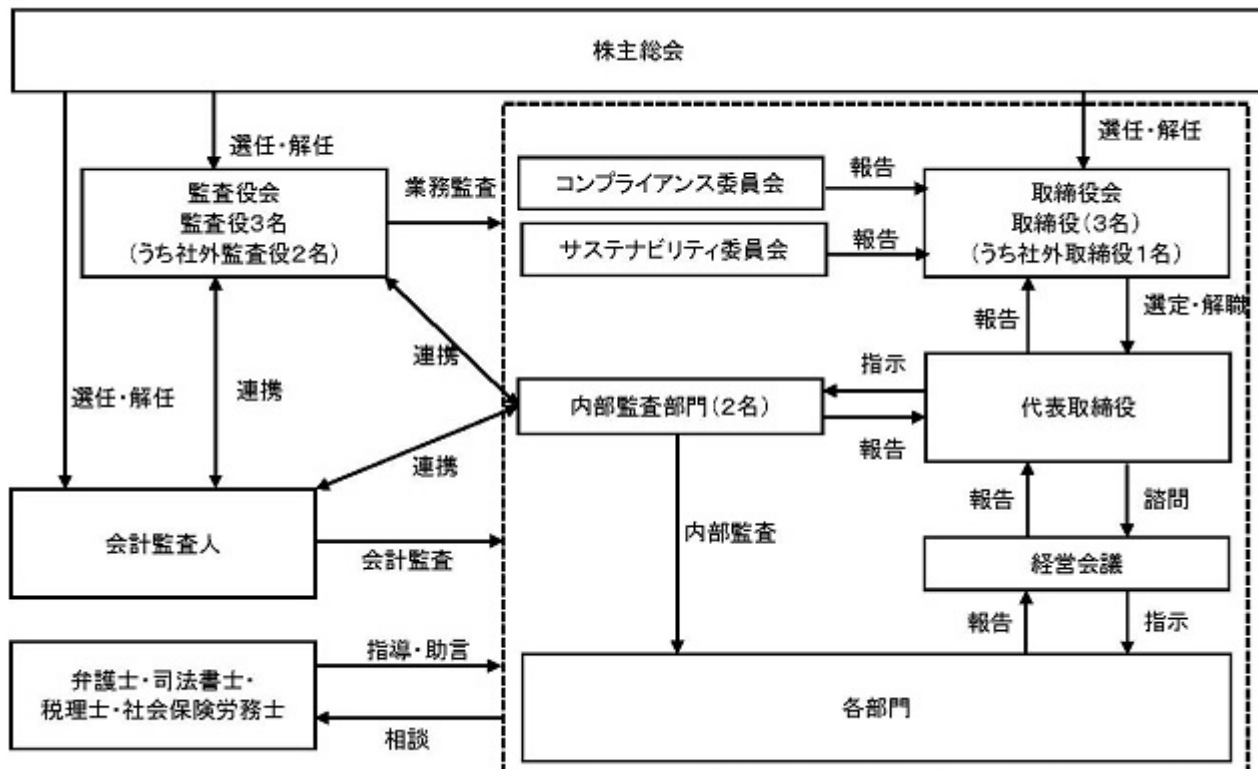 株主総会
選任・解任
選任・解任
監査役会
監査役3名
(うち社外監査役2名)
業務監査
コンプライアンス委員会
報告
取締役会
取締役(3名)
(うち社外取締役1名)
サステナビリティ委員会
報告
報告
選定・解職
連携
指示
選任・解任
連携
内部監査部門(2名)
代表取締役
報告
連携
報告
諮問
会計監査人
会計監査
内部監査
経営会議
報告
指示
指導・助言
弁護士・司法書士・
税理士・社会保険労務士
各部門
相談